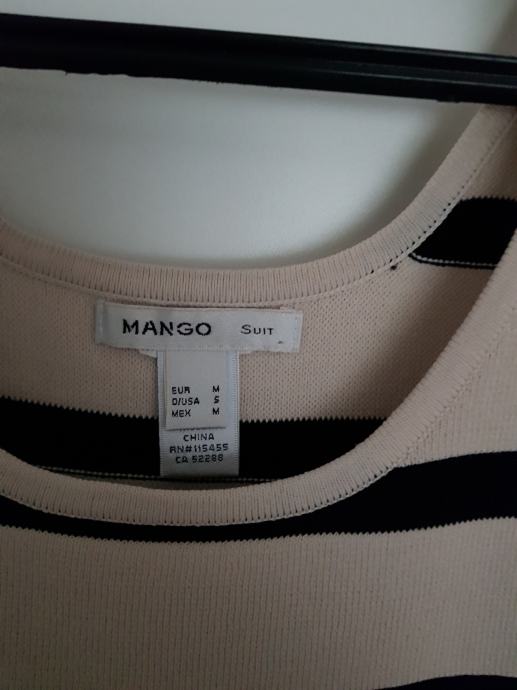 MANGO SUIT
EUR M
D/USA S
MEX M
CHINA
RN#115455
CA 52288